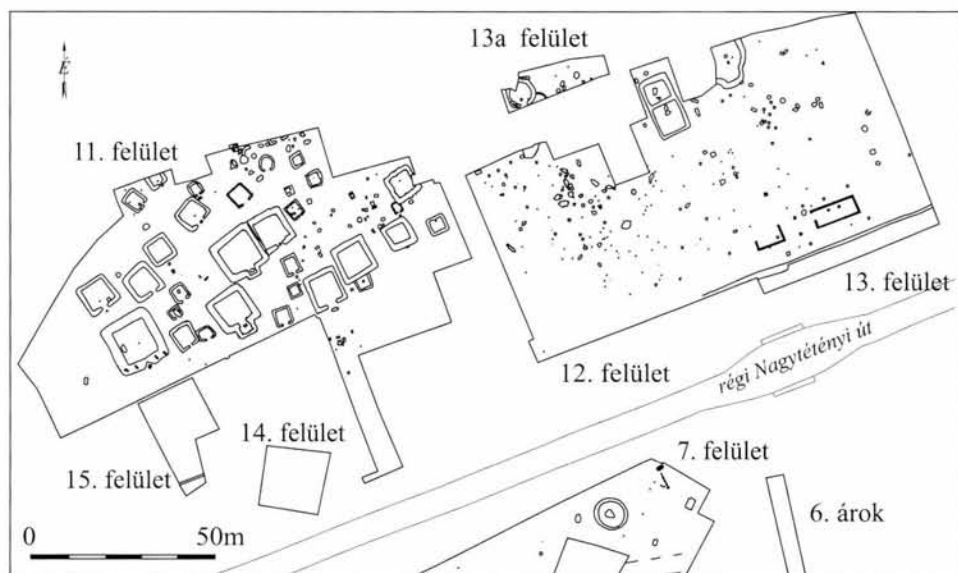 13a felület
É
11. felület
13. felület
12. felület
régi Nagytétényi út
14. felület
7. felület
15. felület
6. árok
0 50m